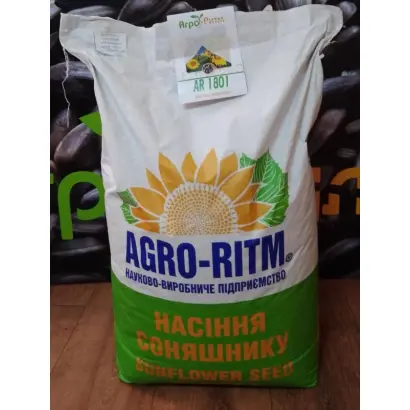 Агро-Ритм
AR 1801
AGRO-RITM®
НАУКОВО-ВИРОБНИЧЕ ПІДПРИЄМСТВО
НАСІННЯ
СОНЯШНИКУ
SUNFLOWER SEED